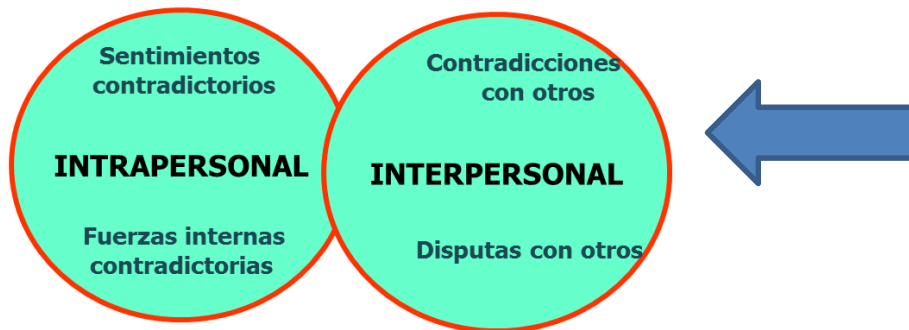 Sentimientos
contradictorios
INTRAPERSONAL
Fuerzas internas
contradictorias
Contradicciones
con otros
INTERPERSONAL
Disputas con otros